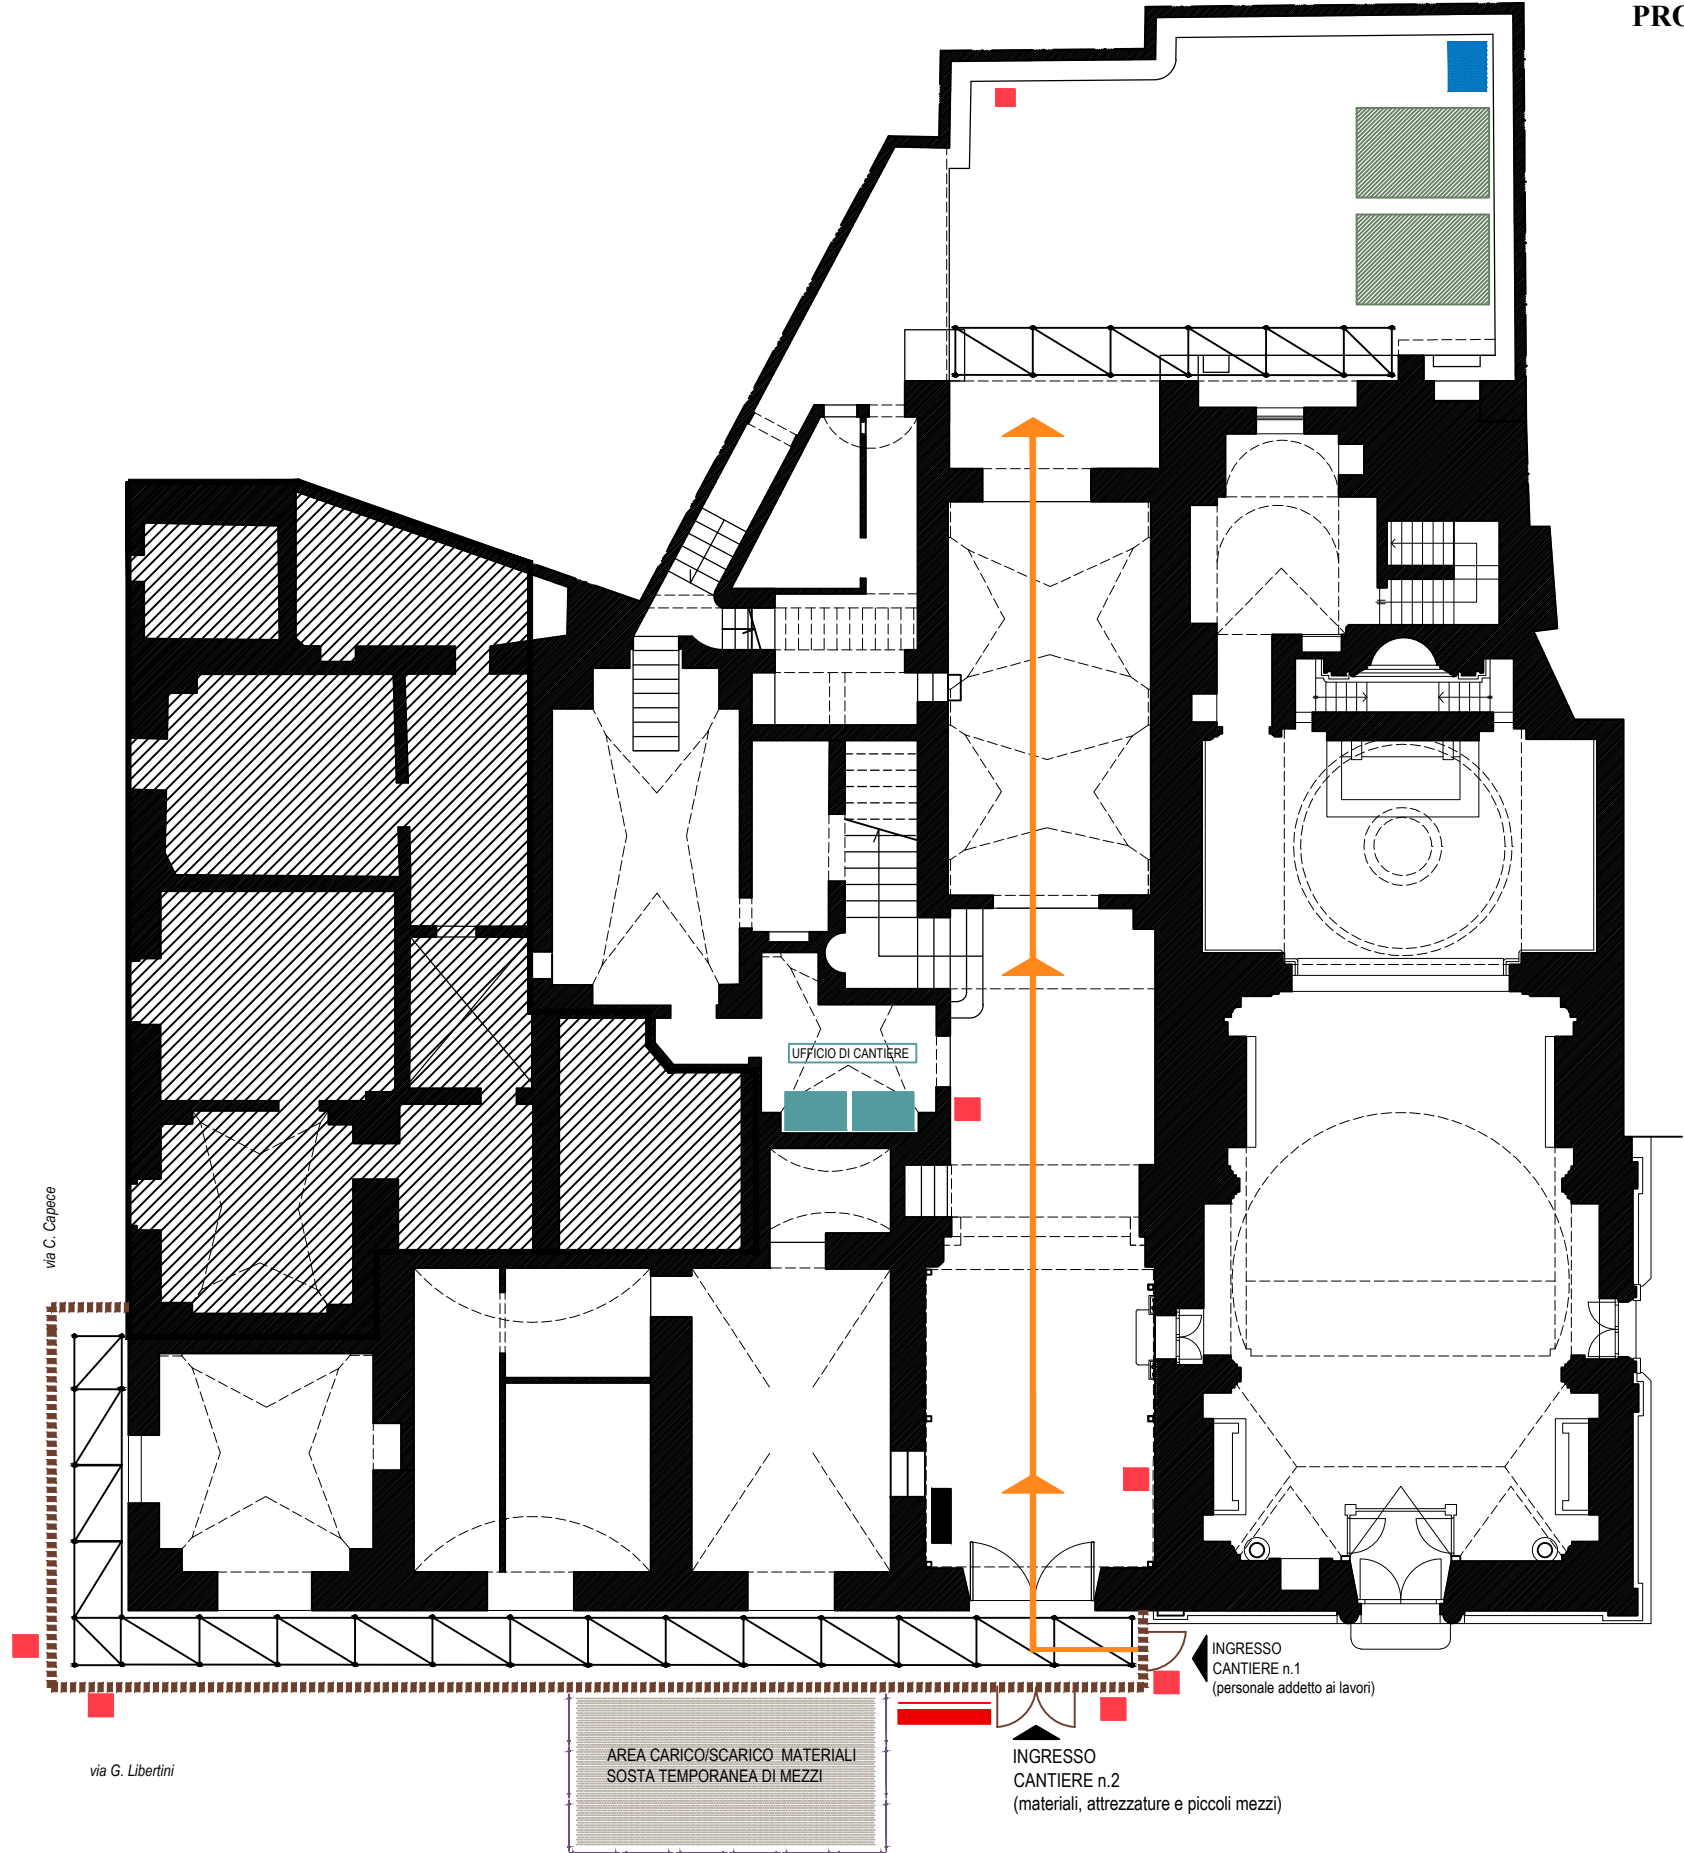 PRO
UFFICIO DI CANTIERE
via C. Capece
INGRESSO
CANTIERE n.1
(personale addetto ai lavori)
AREA CARICO/SCARICO MATERIALI
SOSTA TEMPORANEA DI MEZZI
INGRESSO
CANTIERE n.2
(materiali, attrezzature e piccoli mezzi)
via G. Libertini